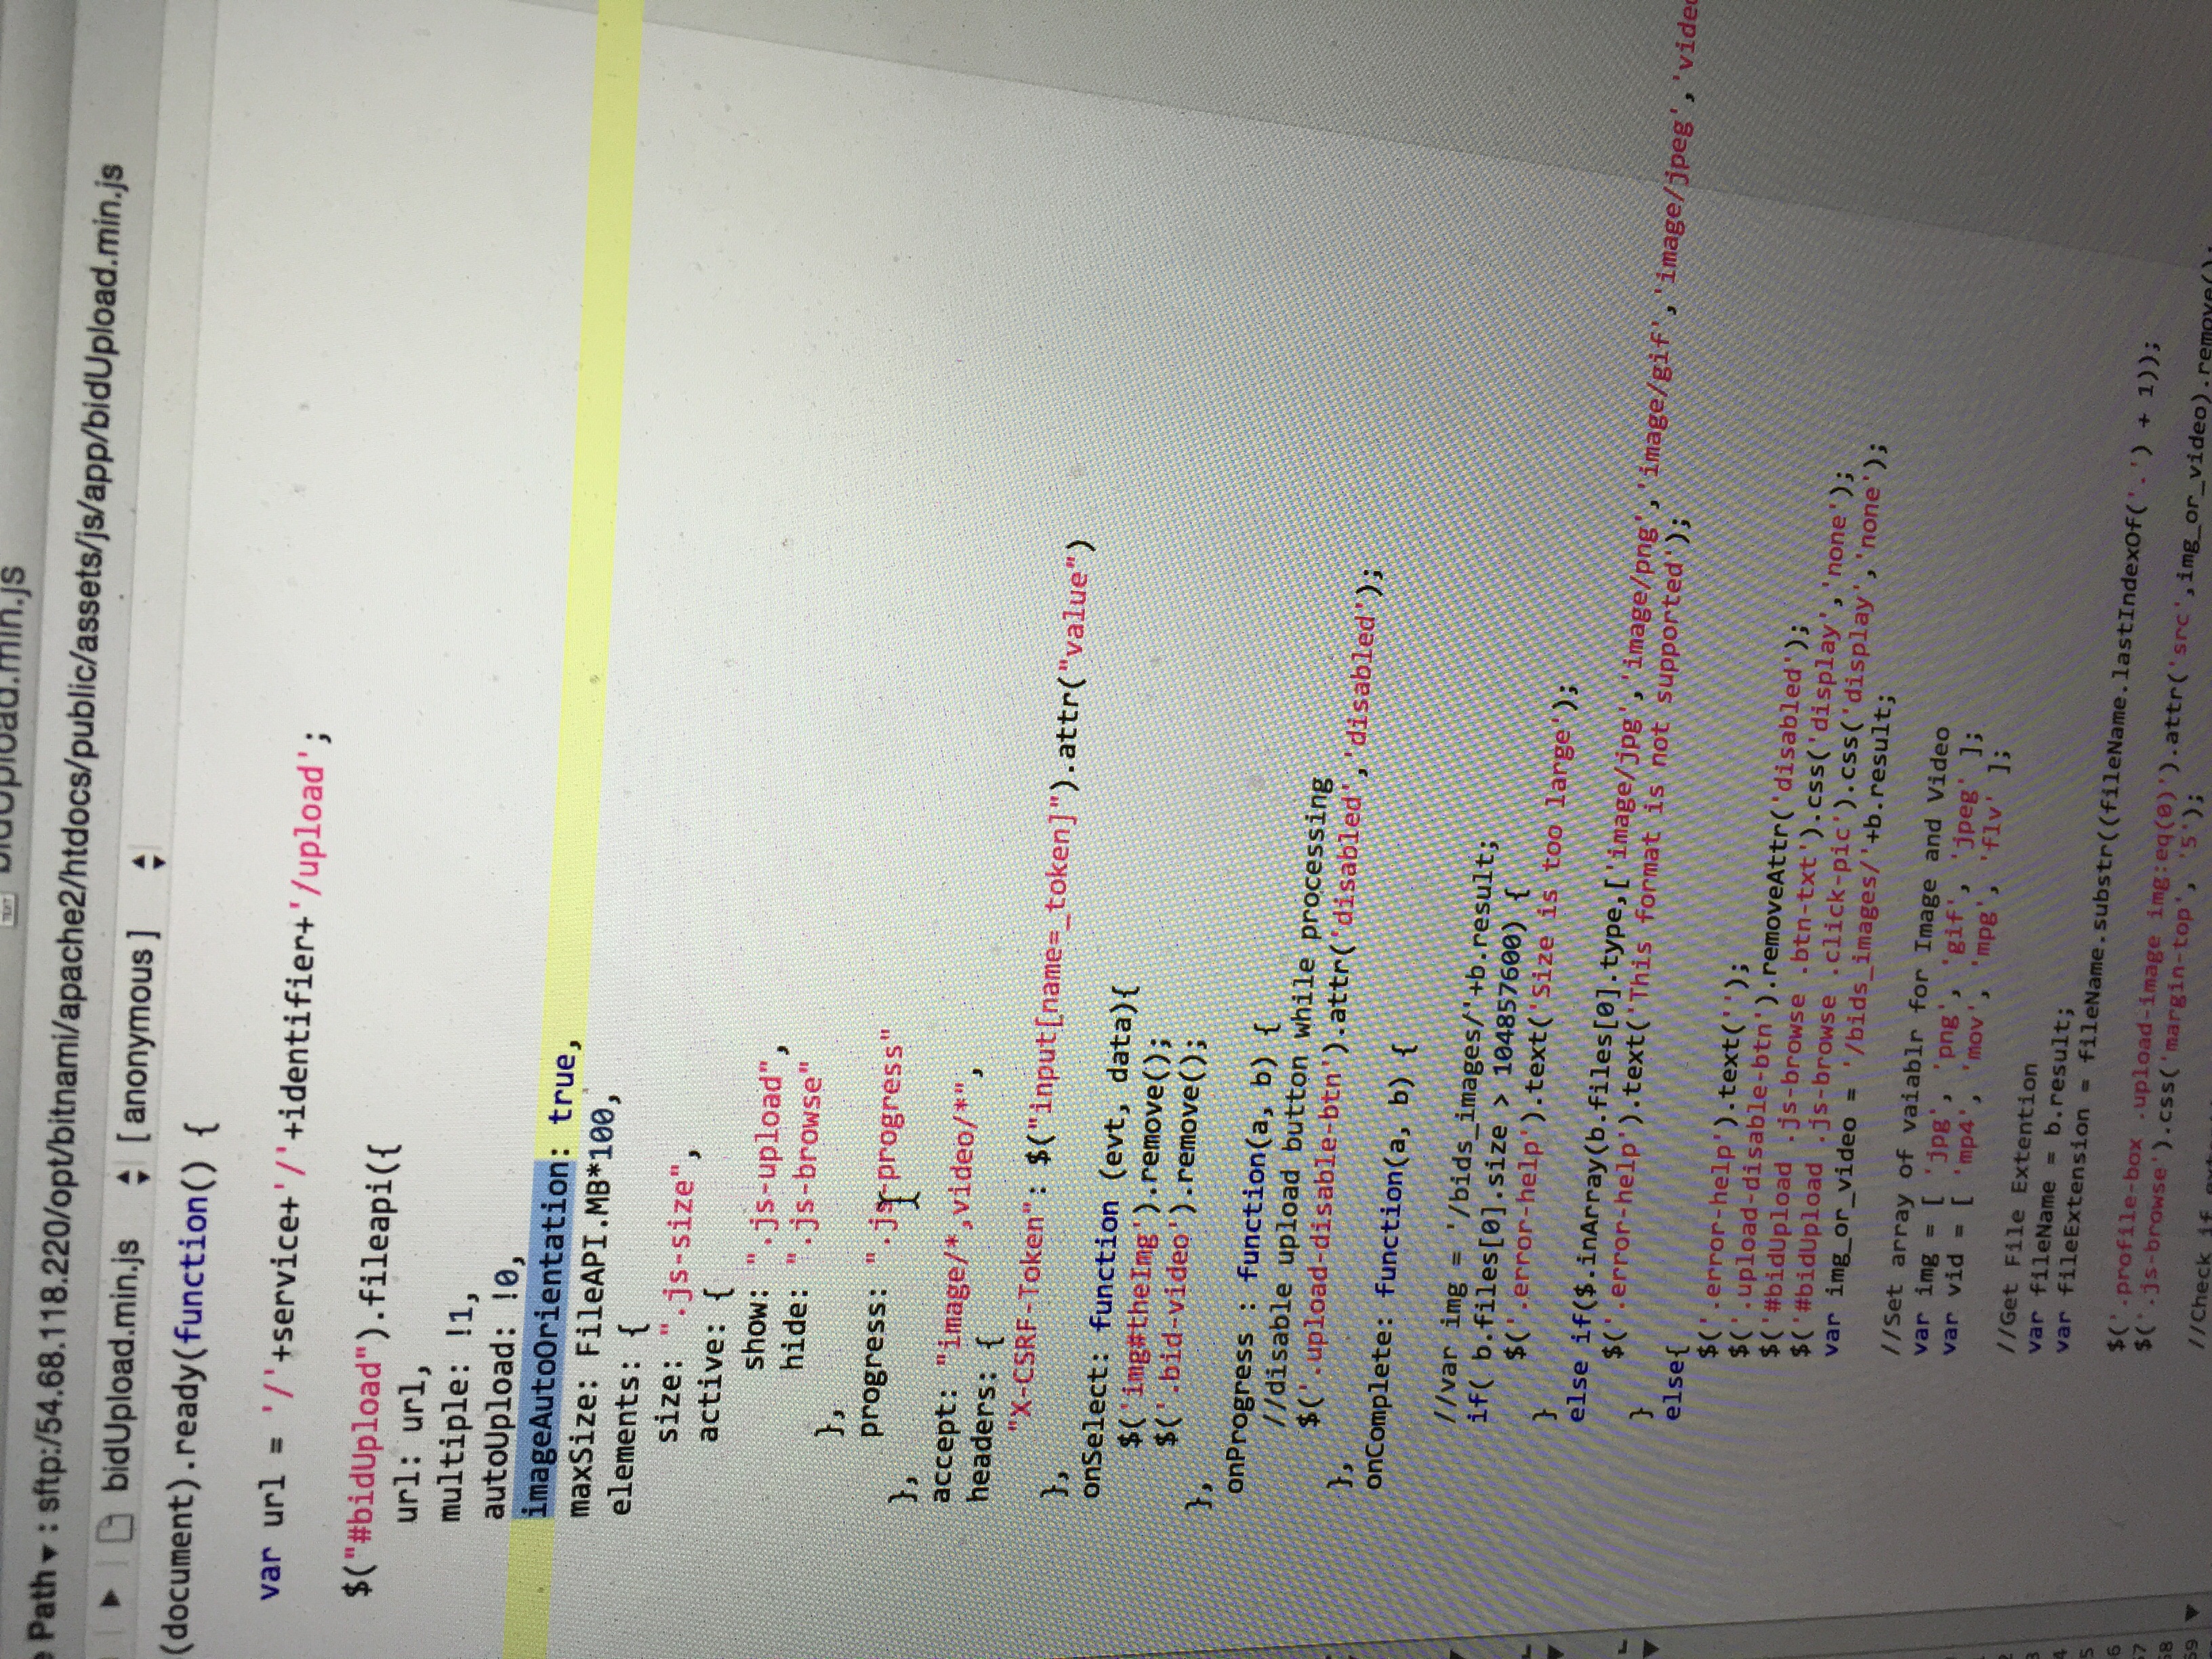 bidUpload.min.js
Path ▾ : sftp:/54.68.118.220/opt/bitnami/apache2/htdocs/public/assets/js/app/bidUpload.min.js
bidUpload.min.js [ anonymous ]
(document).ready(function() {
var url = '/'+service+'/'+identifier+'/upload';
$("#bidUpload").fileapi({
url: url,
multiple: !1,
autoUpload: !0,
imageAutoOrientation: true,
maxSize: FileAPI.MB*100,
elements: {
size: ".js-size",
active: {
show: ".js-upload",
hide: ".js-browse"
},
progress: ".js-progress"
},
accept: "image/*,video/*",
headers: {
"X-CSRF-Token": $("input[name=_token]").attr("value")
},
onSelect: function (evt, data){
$('img#theImg').remove();
$('.bid-video').remove();
},
onProgress : function(a, b) {
//disable upload button while processing
$('.upload-disable-btn').attr('disabled','disabled');
},
onComplete: function(a, b) {
//var img = '/bids_images/'+b.result;
if( b.files[0].size > 104857600) {
$('.error-help').text('Size is too large');
}
else if($.inArray(b.files[0].type,['image/jpg','image/png','image/gif','image/jpeg','video
$('.error-help').text('This format is not supported');
}
else{
$('.error-help').text('');
$('.upload-disable-btn').removeAttr('disabled');
$('#bidUpload .js-browse .btn-txt').css('display','none');
$('#bidUpload .js-browse .click-pic').css('display','none');
var img_or_video = '/bids_images/'+b.result;
//Set array of vaiablr for Image and Video
var img = [ 'jpg', 'png', 'gif', 'jpeg' ];
var vid = [ 'mp4', 'mov', 'mpg', 'flv' ];
//Get File Extention
var fileName = b.result;
var fileExtension = fileName.substr((fileName.lastIndexOf('.') + 1));
$('.profile-box .upload-image img:eq(0)').attr('src',img_or_video).remove();
$('.js-browse').css('margin-top', '5');
//Check if